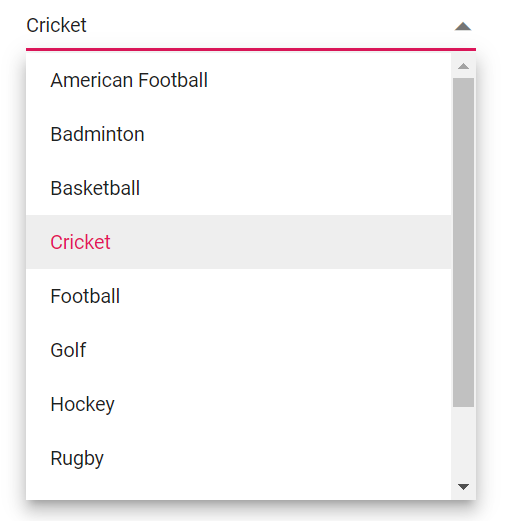 Cricket
American Football
Badminton
Basketball
Cricket
Football
Golf
Hockey
Rugby